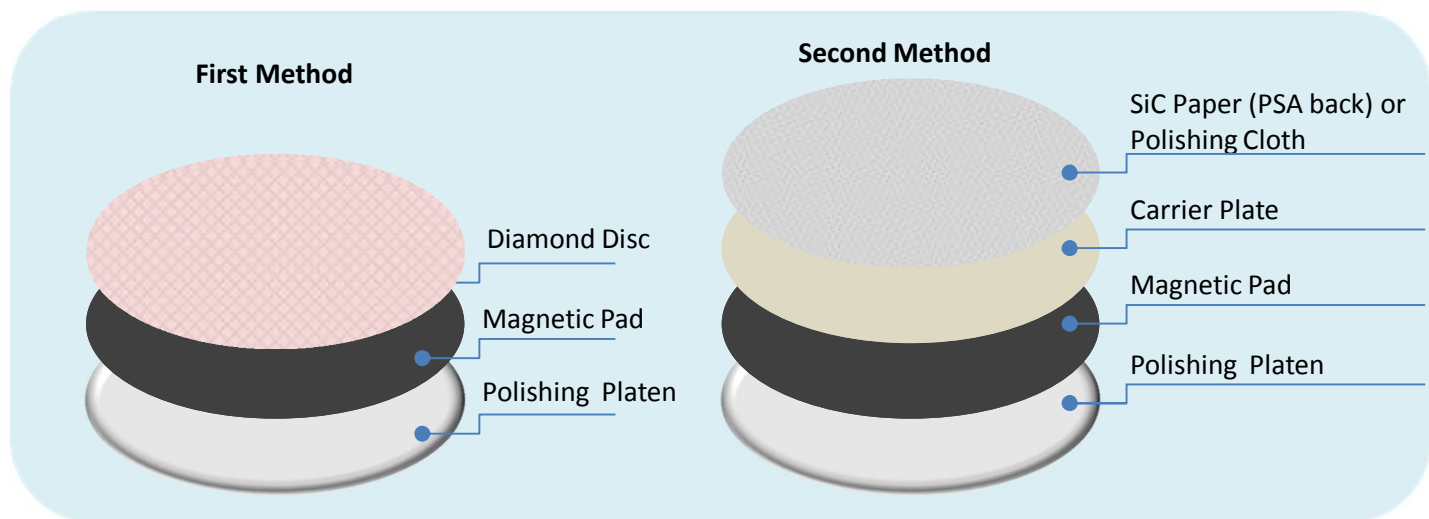 First Method
Diamond Disc
Magnetic Pad
Polishing Platen
Second Method
SiC Paper (PSA back) or
Polishing Cloth
Carrier Plate
Magnetic Pad
Polishing Platen